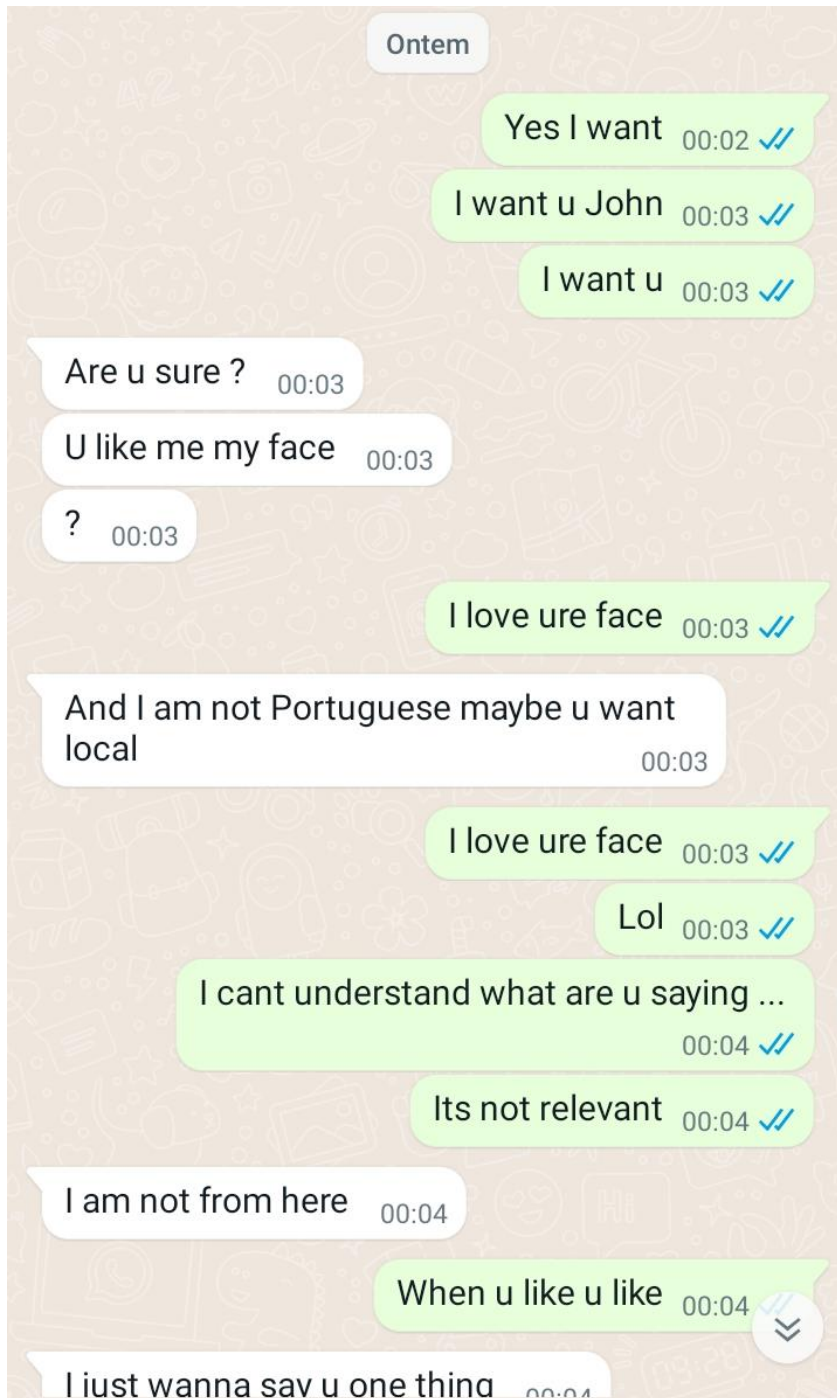 Ontem
Yes I want 00:02
I want u John 00:03
I want u 00:03
Are u sure ? 00:03
U like me my face 00:03
? 00:03
I love ure face 00:03
And I am not Portuguese maybe u want
local 00:03
I love ure face 00:03
Lol 00:03
I cant understand what are u saying ...
00:04
Its not relevant 00:04
I am not from here 00:04
When u like u like 00:04
I just wanna say u one thing 00:04